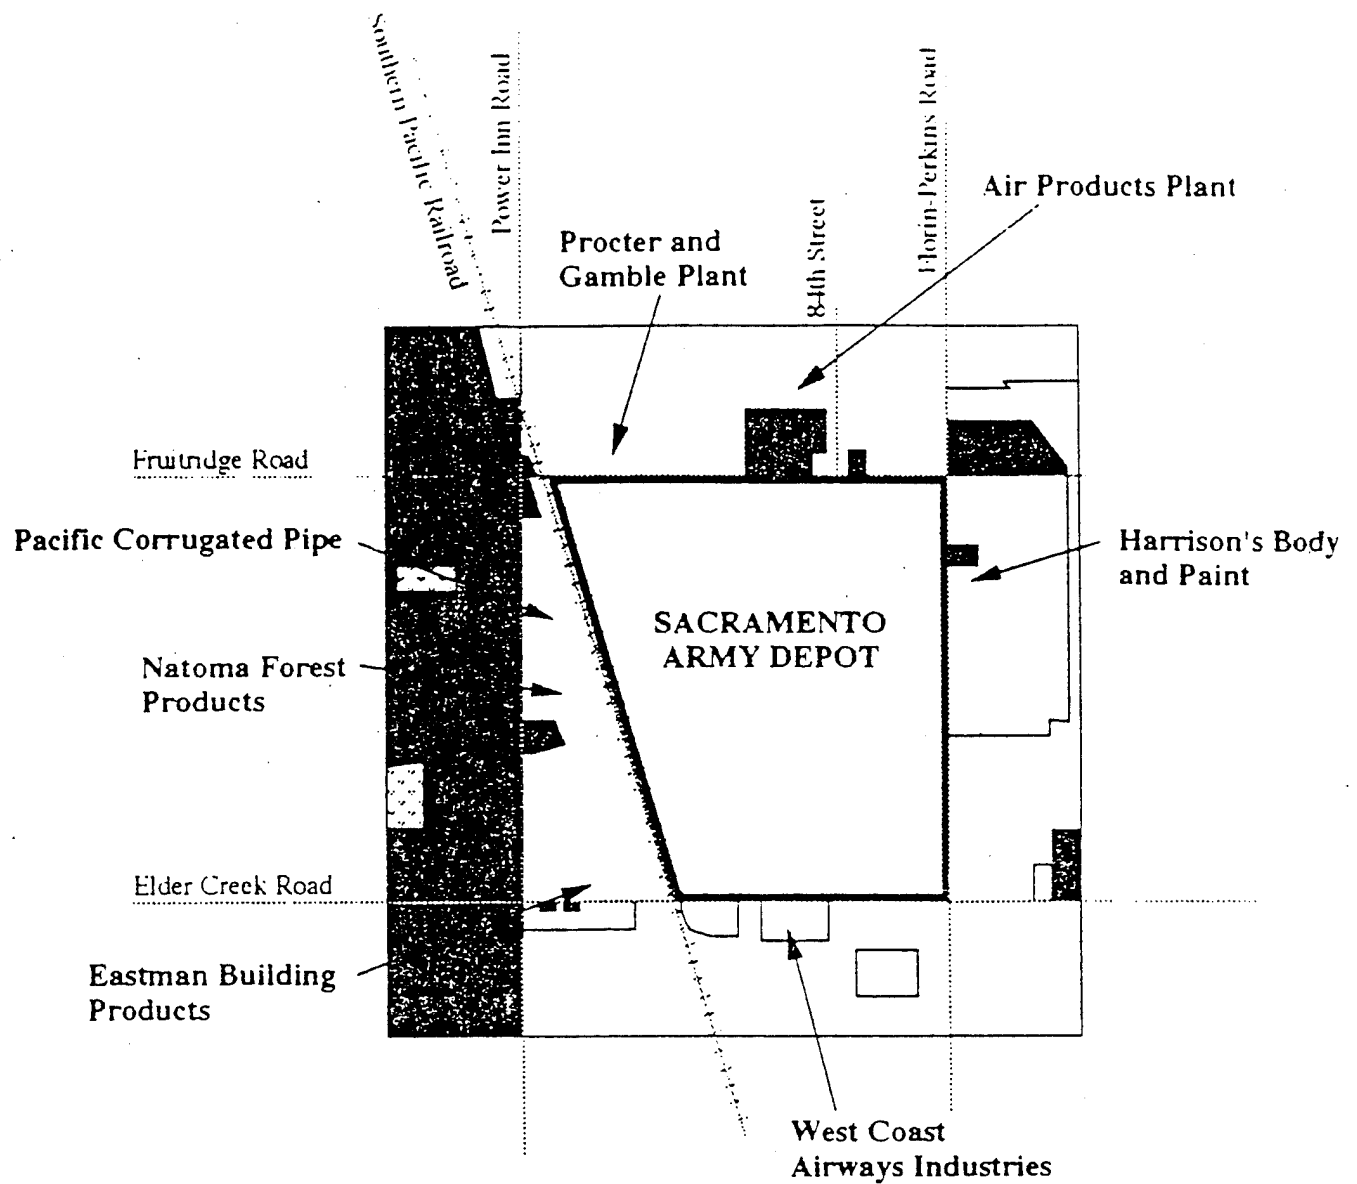 Southern Pacific Railroad
Power Inn Road
Florin-Perkins Road
84th Street
Air Products Plant
Procter and
Gamble Plant
Fruitridge Road
Pacific Corrugated Pipe
Harrison's Body
and Paint
SACRAMENTO
ARMY DEPOT
Natoma Forest
Products
Elder Creek Road
Eastman Building
Products
West Coast
Airways Industries